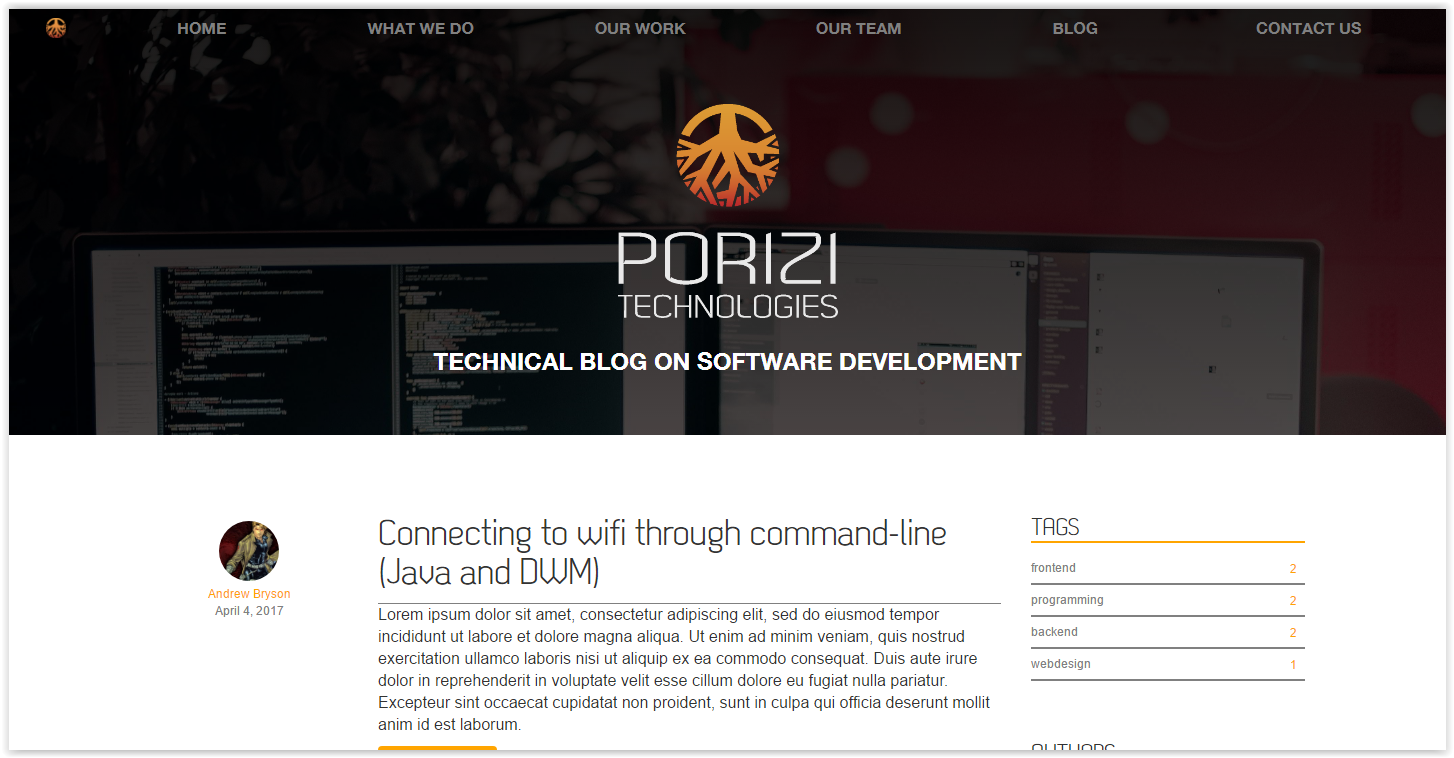 HOME WHAT WE DO OUR WORK OUR TEAM BLOG CONTACT US
PORIZI
TECHNOLOGIES
TECHNICAL BLOG ON SOFTWARE DEVELOPMENT
Andrew Bryson
April 4, 2017
Connecting to wifi through command-line
(Java and DWM)
Lorem ipsum dolor sit amet, consectetur adipiscing elit, sed do eiusmod tempor
incididunt ut labore et dolore magna aliqua. Ut enim ad minim veniam, quis nostrud
exercitation ullamco laboris nisi ut aliquip ex ea commodo consequat. Duis aute irure
dolor in reprehenderit in voluptate velit esse cillum dolore eu fugiat nulla pariatur.
Excepteur sint occaecat cupidatat non proident, sunt in culpa qui officia deserunt mollit
anim id est laborum.
TAGS
frontend 2
programming 2
backend 2
webdesign 1
AUTHORS